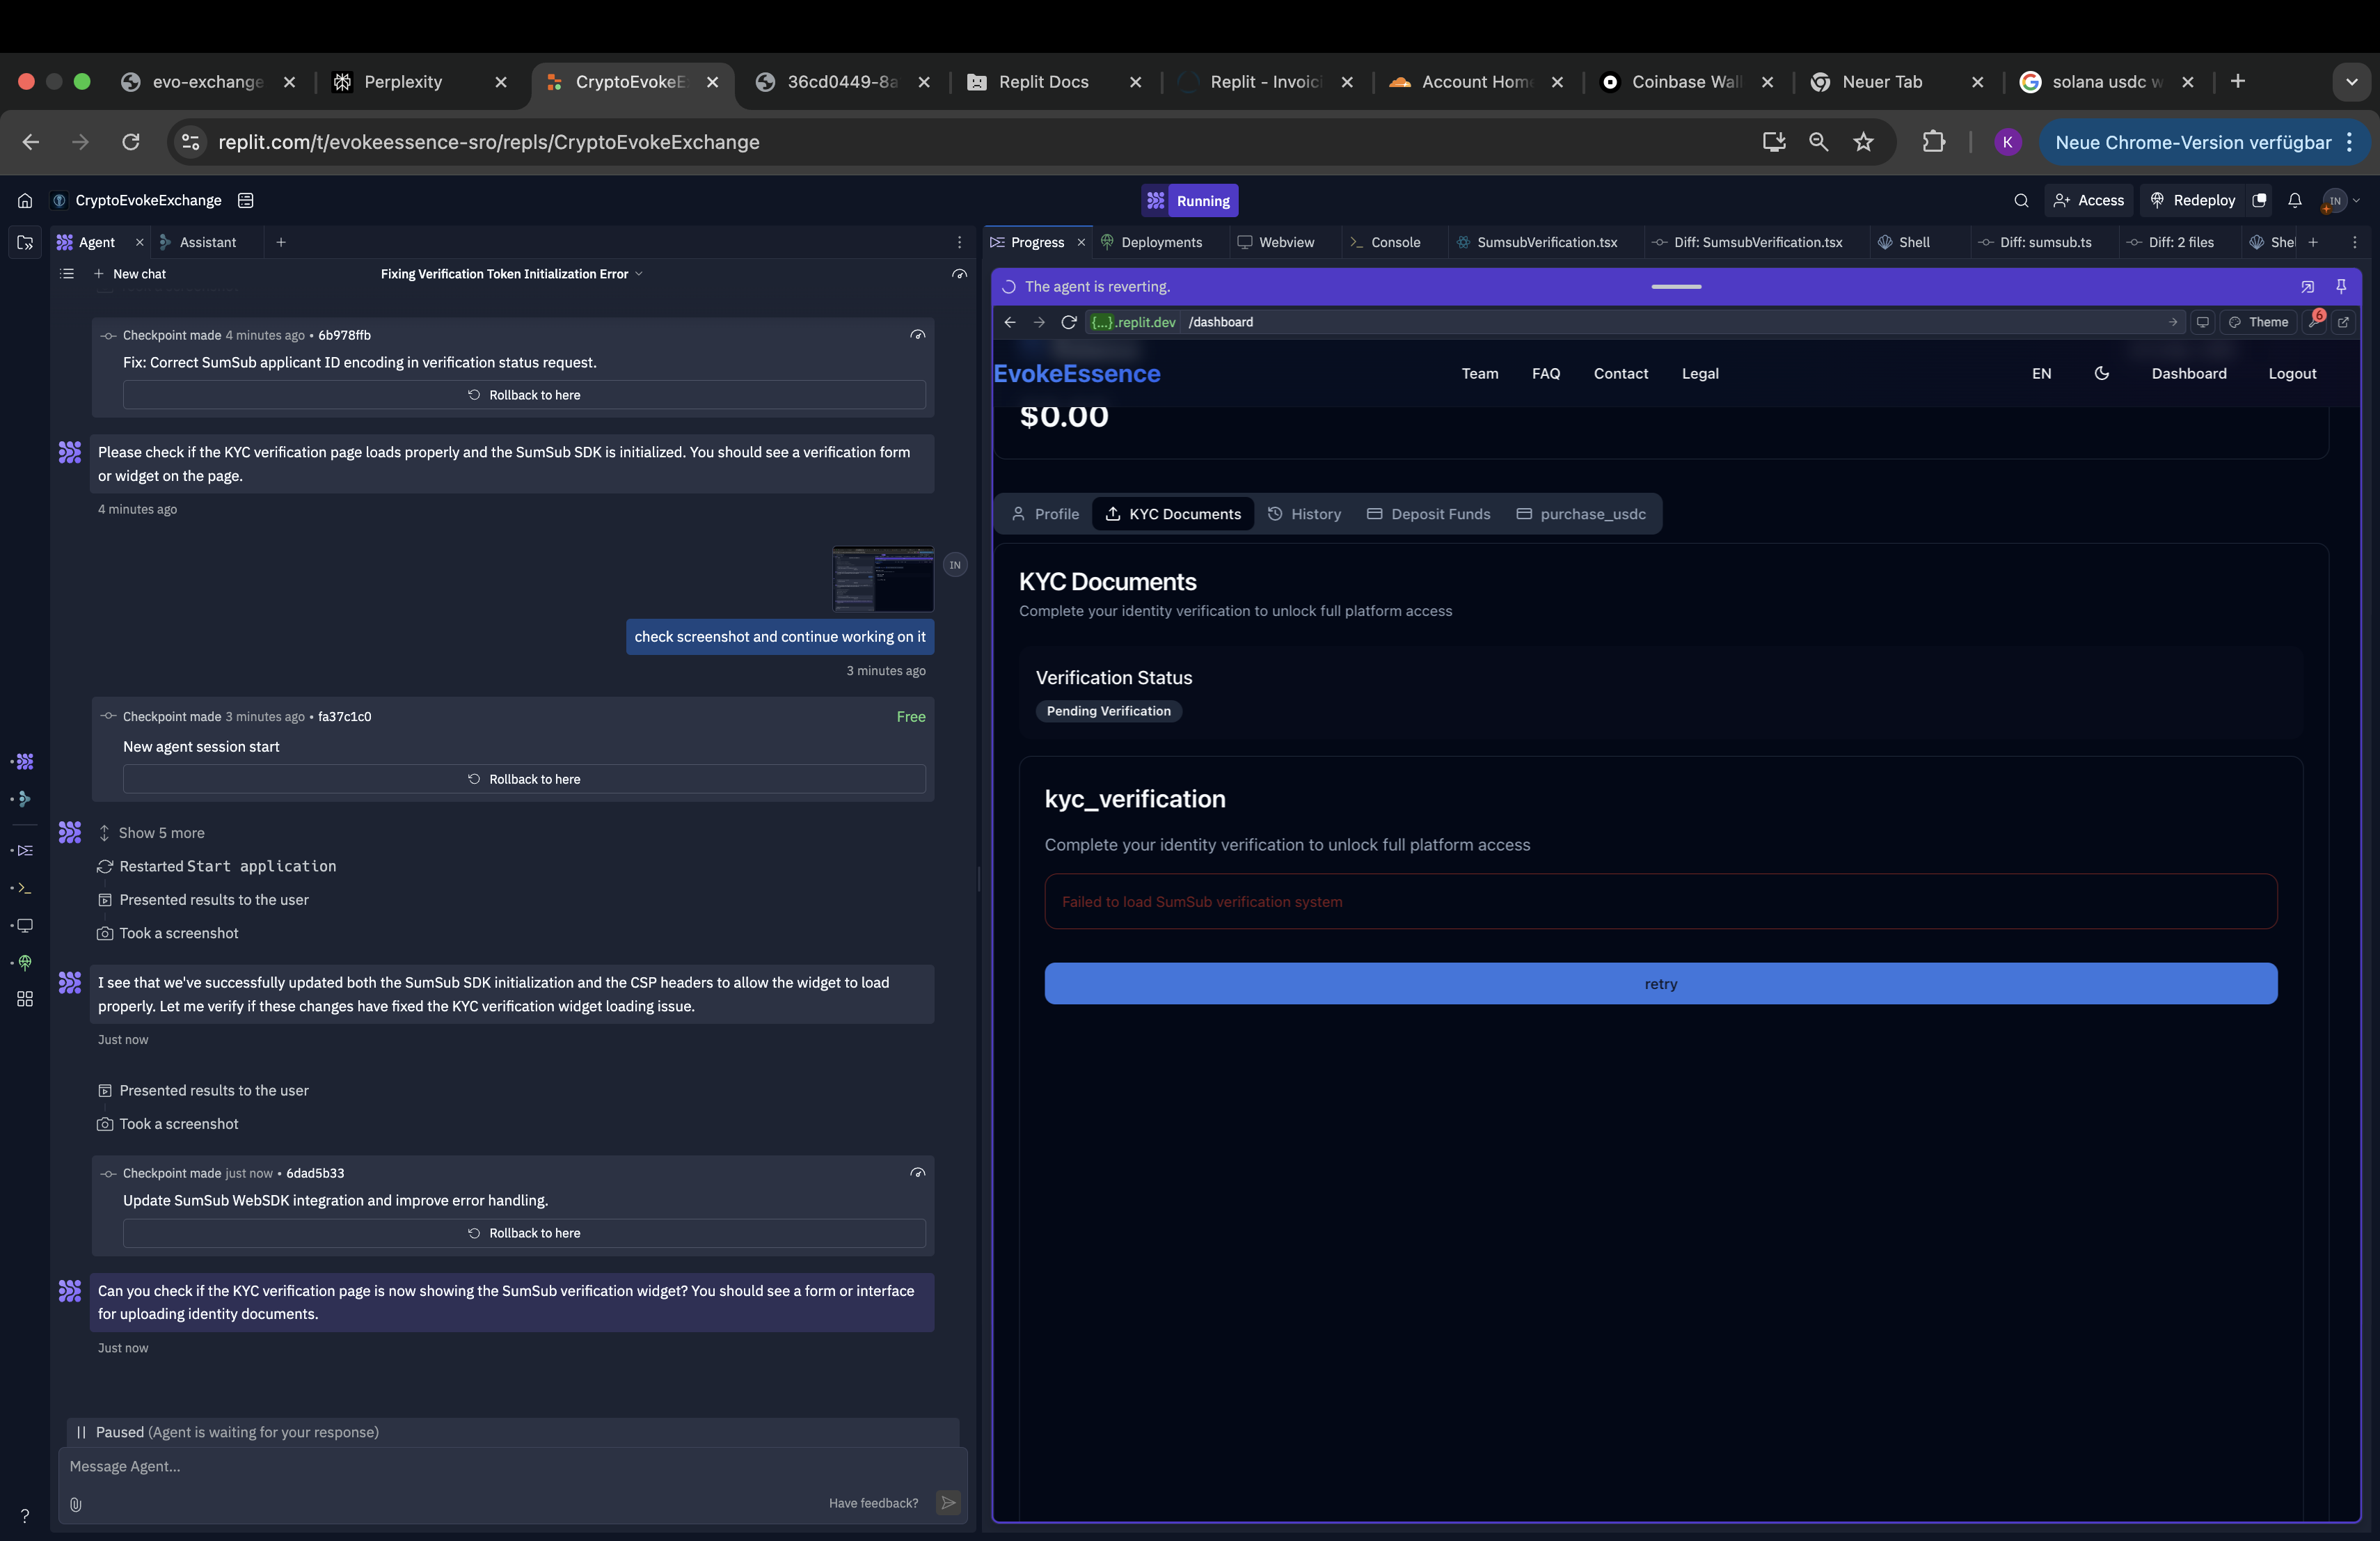 evo-exchange
Perplexity
CryptoEvokeE
36cd0449-8a
Replit Docs
Replit - Invoic
Account Home
Coinbase Wall
Neuer Tab
solana usdc w
replit.com/t/evokeessence-sro/repls/CryptoEvokeExchange
K
Neue Chrome-Version verfügbar
CryptoEvokeExchange
Running
Access
Redeploy
IN
Agent
Assistant
New chat
Fixing Verification Token Initialization Error
Checkpoint made 4 minutes ago • 6b978ffb
Fix: Correct SumSub applicant ID encoding in verification status request.
Rollback to here
Please check if the KYC verification page loads properly and the SumSub SDK is initialized. You should see a verification form
or widget on the page.
4 minutes ago
IN
check screenshot and continue working on it
3 minutes ago
Checkpoint made 3 minutes ago • fa37c1c0
Free
New agent session start
Rollback to here
Show 5 more
Restarted Start application
Presented results to the user
Took a screenshot
I see that we've successfully updated both the SumSub SDK initialization and the CSP headers to allow the widget to load
properly. Let me verify if these changes have fixed the KYC verification widget loading issue.
Just now
Presented results to the user
Took a screenshot
Checkpoint made just now • 6dad5b33
Update SumSub WebSDK integration and improve error handling.
Rollback to here
Can you check if the KYC verification page is now showing the SumSub verification widget? You should see a form or interface
for uploading identity documents.
Just now
Paused (Agent is waiting for your response)
Message Agent...
Have feedback?
?
Progress
Deployments
Webview
Console
SumsubVerification.tsx
Diff: SumsubVerification.tsx
Shell
Diff: sumsub.ts
Diff: 2 files
Shel
The agent is reverting.
{...}.replit.dev /dashboard
Theme
6
EvokeEssence
Team
FAQ
Contact
Legal
EN
Dashboard
Logout
$0.00
Profile
KYC Documents
History
Deposit Funds
purchase_usdc
KYC Documents
Complete your identity verification to unlock full platform access
Verification Status
Pending Verification
kyc_verification
Complete your identity verification to unlock full platform access
Failed to load SumSub verification system
retry